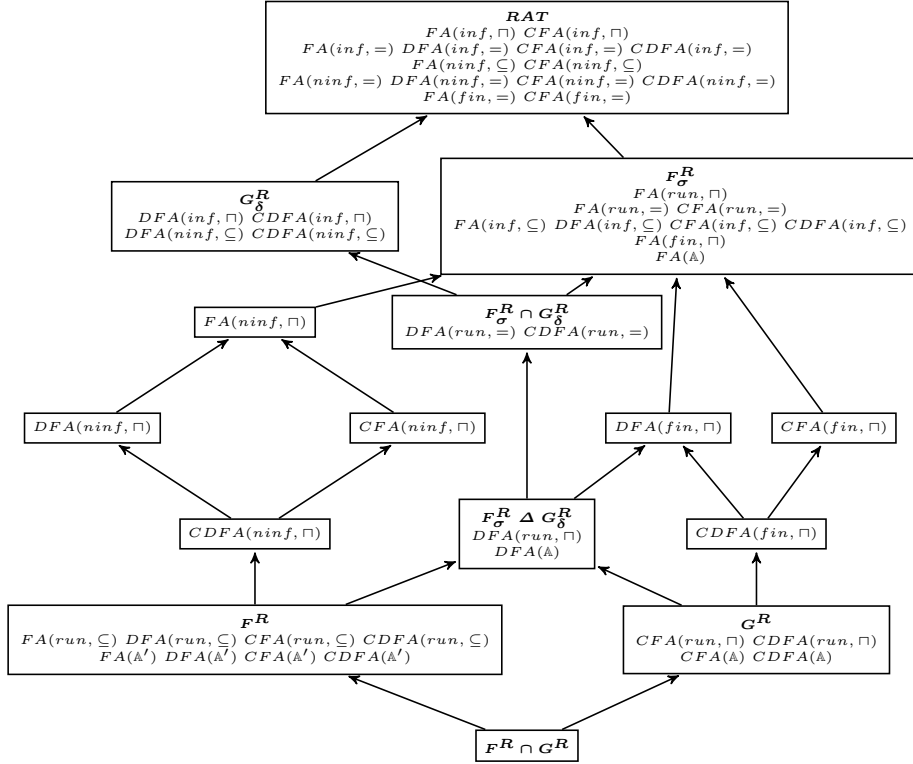 RAT
FA(inf, ⊓) CFA(inf, ⊓)
FA(inf, =) DFA(inf, =) CFA(inf, =) CDFA(inf, =)
FA(ninf, ⊆) CFA(ninf, ⊆)
FA(ninf, =) DFA(ninf, =) CFA(ninf, =) CDFA(ninf, =)
FA(fin, =) CFA(fin, =)
G_δ^R
DFA(inf, ⊓) CDFA(inf, ⊓)
DFA(ninf, ⊆) CDFA(ninf, ⊆)
F_σ^R
FA(run, ⊓)
FA(run, =) CFA(run, =)
FA(inf, ⊆) DFA(inf, ⊆) CFA(inf, ⊆) CDFA(inf, ⊆)
FA(fin, ⊓)
FA(𝔸)
FA(ninf, ⊓)
F_σ^R ∩ G_δ^R
DFA(run, =) CDFA(run, =)
DFA(ninf, ⊓)
CFA(ninf, ⊓)
DFA(fin, ⊓)
CFA(fin, ⊓)
CDFA(ninf, ⊓)
F_σ^R Δ G_δ^R
DFA(run, ⊓)
DFA(𝔸)
CDFA(fin, ⊓)
F^R
FA(run, ⊆) DFA(run, ⊆) CFA(run, ⊆) CDFA(run, ⊆)
FA(𝔸′) DFA(𝔸′) CFA(𝔸′) CDFA(𝔸′)
G^R
CFA(run, ⊓) CDFA(run, ⊓)
CFA(𝔸) CDFA(𝔸)
F^R ∩ G^R